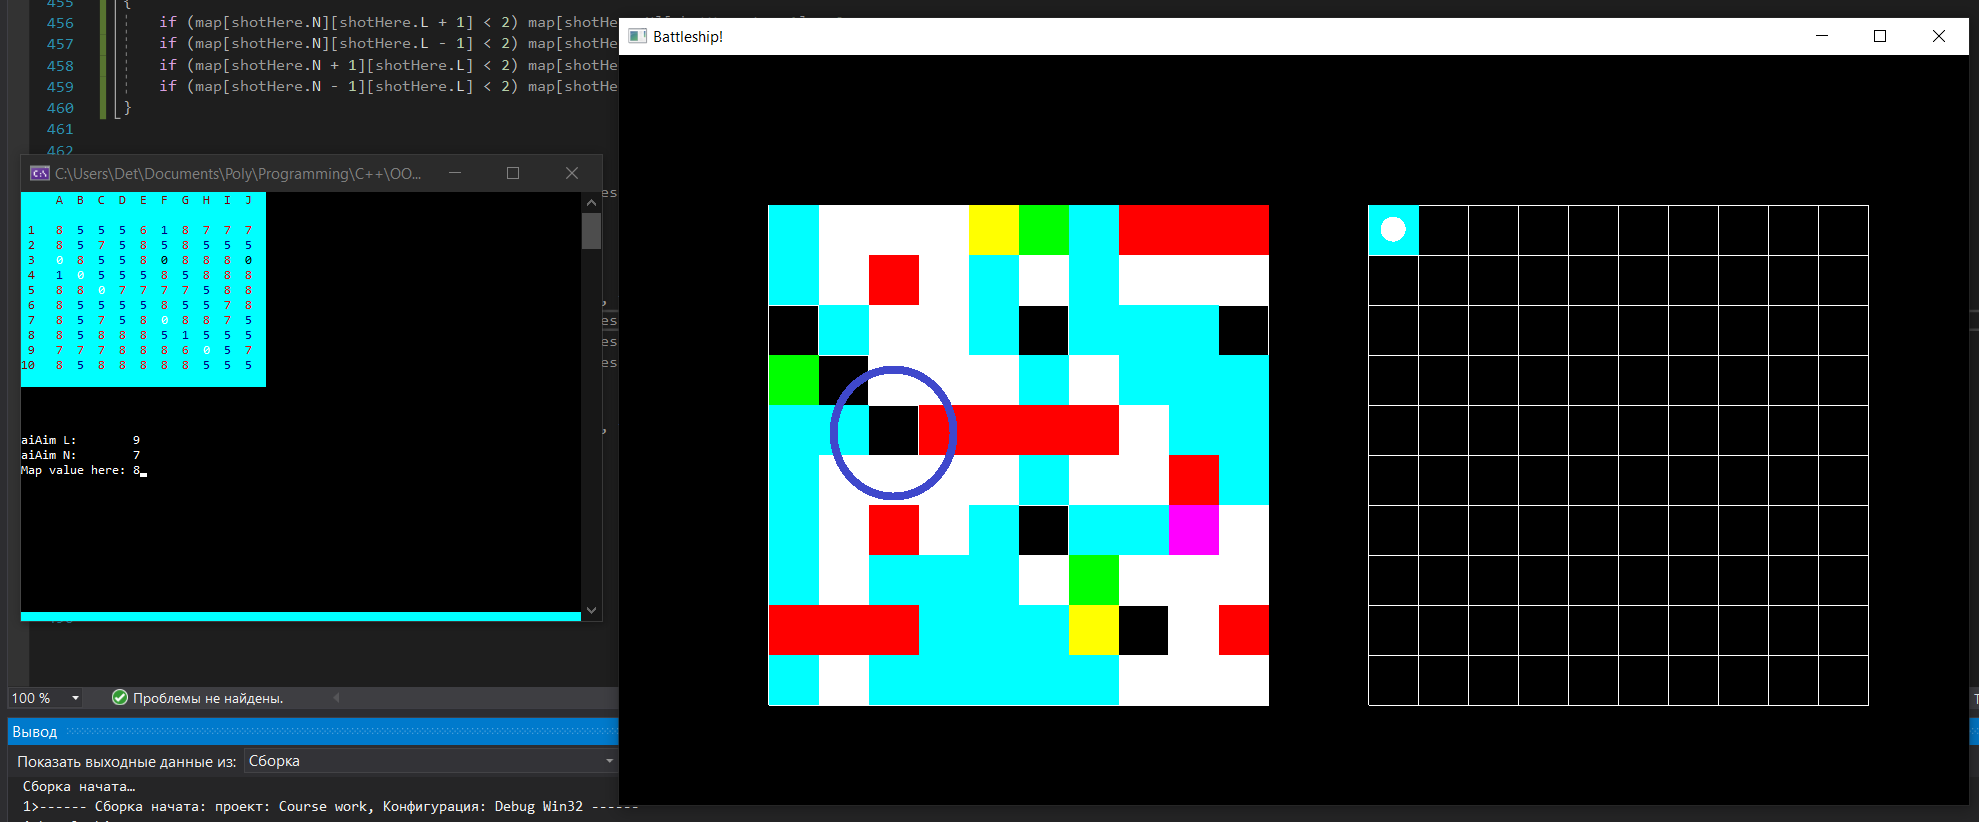 455 {
456 if (map[shotHere.N][shotHere.L + 1] < 2) map[shotHe
457 if (map[shotHere.N][shotHere.L - 1] < 2) map[shotHe
458 if (map[shotHere.N + 1][shotHere.L] < 2) map[shotHe
459 if (map[shotHere.N - 1][shotHere.L] < 2) map[shotHe
460 }
461
462
Battleship!
C:\Users\Det\Documents\Poly\Programming\C++\OO...
A B C D E F G H I J
1 8 5 5 5 6 1 8 7 7 7
2 8 5 7 5 8 5 8 5 5 5
3 0 8 5 5 8 0 8 8 8 0
4 1 0 5 5 5 8 5 8 8 8
5 8 8 0 7 7 7 7 5 8 8
6 8 5 5 5 5 8 5 5 7 8
7 8 5 7 5 8 0 8 8 7 5
8 8 5 8 8 8 5 1 5 5 5
9 7 7 7 8 8 8 6 0 5 7
10 8 5 8 8 8 8 8 5 5 5
aiAim L: 9
aiAim N: 7
Map value here: 8
es
,
es
es
es
,
100 %
Проблемы не найдены.
Вывод
Показать выходные данные из: Сборка
Сборка начата…
1>------ Сборка начата: проект: Course work, Конфигурация: Debug Win32 ------